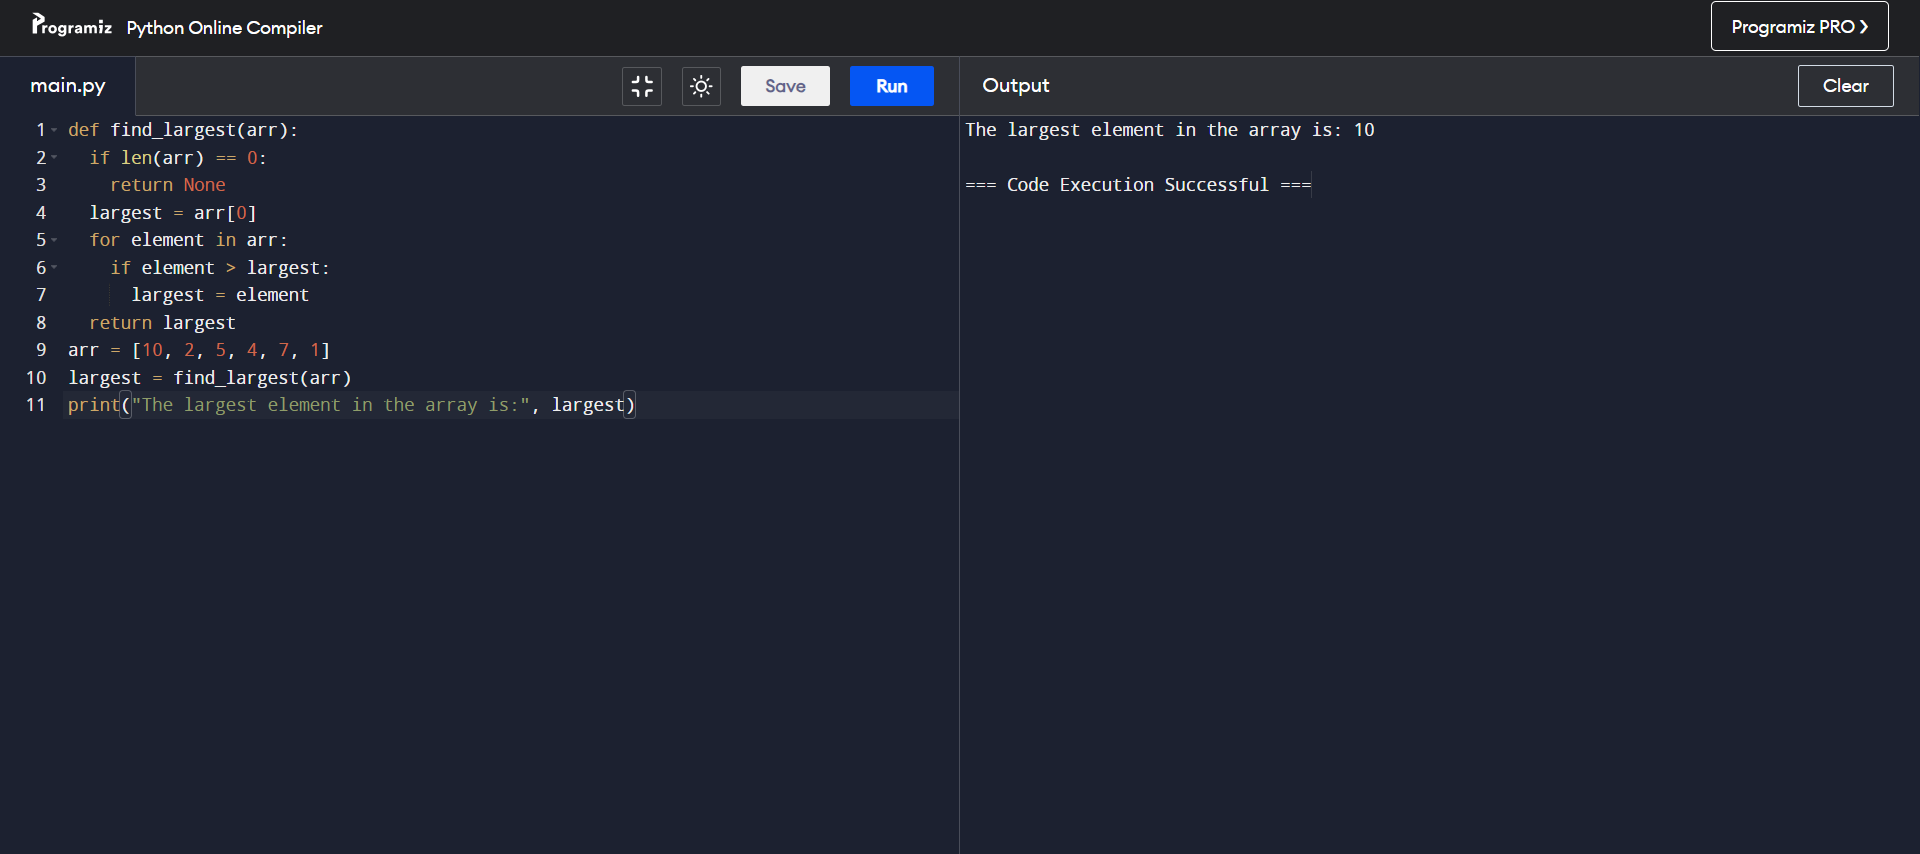 Programiz Python Online Compiler
Programiz PRO ❯
main.py
Save
Run
Output
Clear
1 def find_largest(arr):
2   if len(arr) == 0:
3     return None
4   largest = arr[0]
5   for element in arr:
6     if element > largest:
7       largest = element
8   return largest
9 arr = [10, 2, 5, 4, 7, 1]
10 largest = find_largest(arr)
11 print("The largest element in the array is:", largest)
The largest element in the array is: 10
=== Code Execution Successful ===